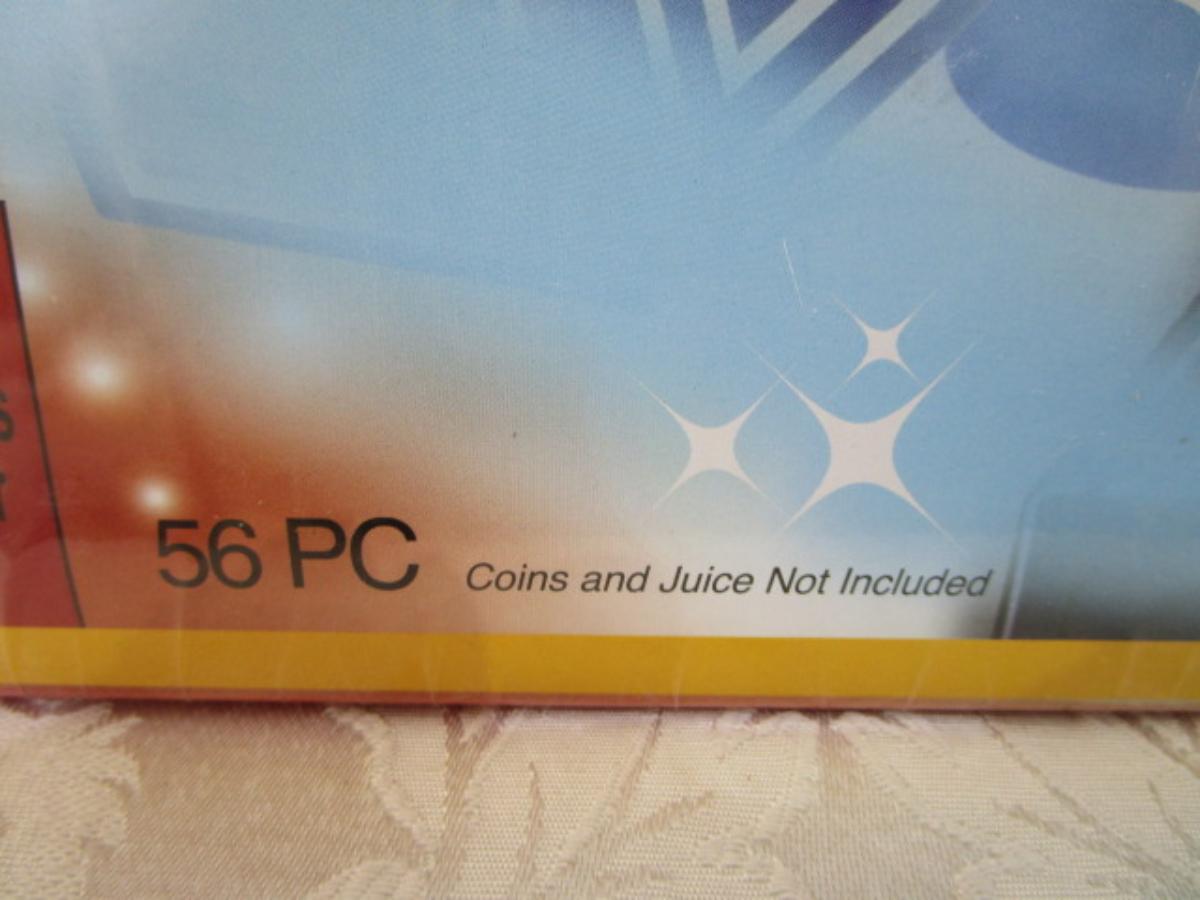 56 PC
Coins and Juice Not Included